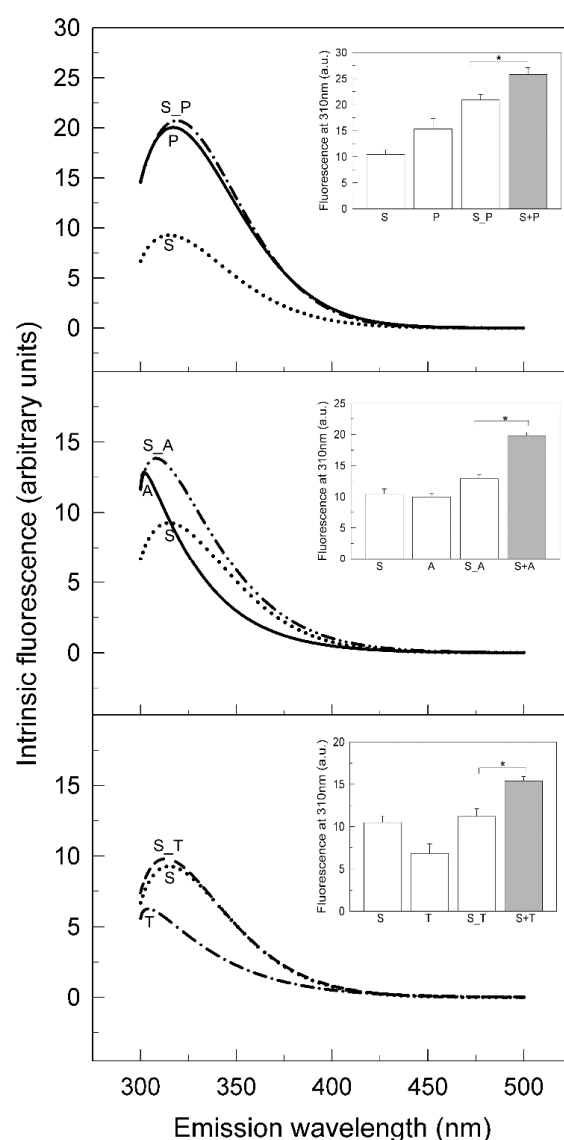 Intrinsic fluorescence (arbitrary units)
30
25
20
15
10
5
0
S_P
P
S
Fluorescence at 310nm (a.u.)
30
25
20
15
10
5
0
*
S P S_P S+P
15
10
5
0
S_A
A
S
Fluorescence at 310nm (a.u.)
25
20
15
10
5
0
*
S A S_A S+A
15
10
5
0
S_T
S
T
Fluorescence at 310nm (a.u.)
20
15
10
5
0
*
S T S_T S+T
300 350 400 450 500
Emission wavelength (nm)